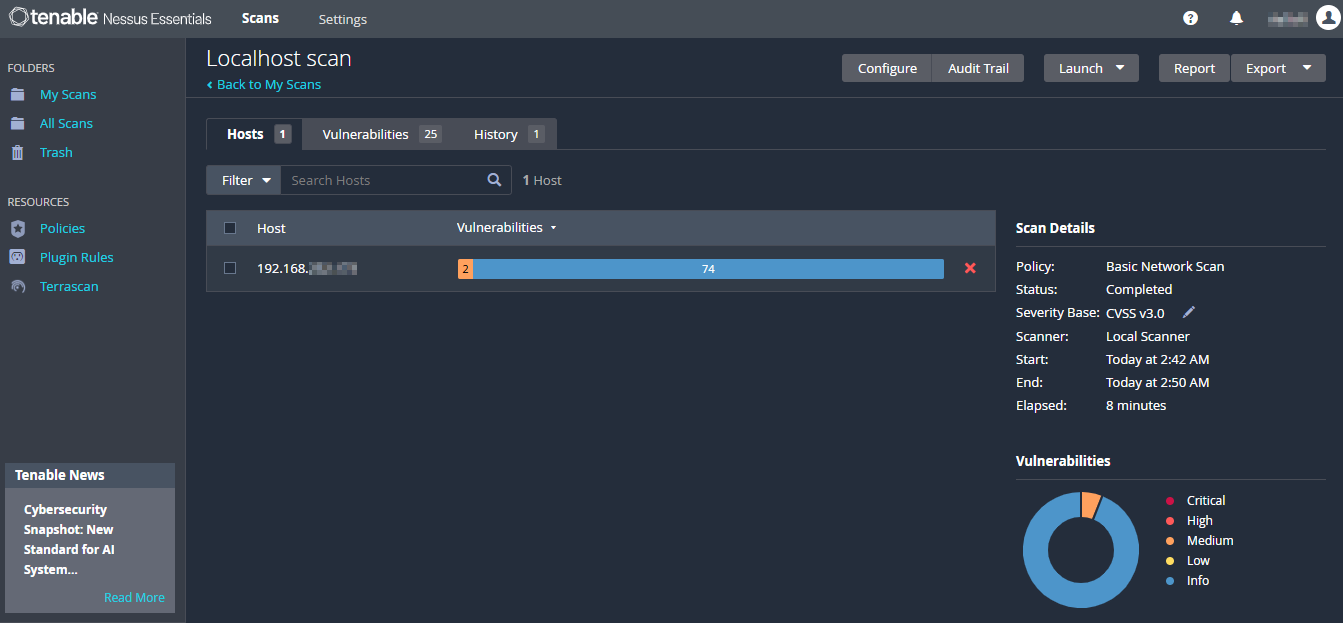 tenable Nessus Essentials Scans Settings
FOLDERS
My Scans
All Scans
Trash
RESOURCES
Policies
Plugin Rules
Terrascan
Tenable News
Cybersecurity
Snapshot: New
Standard for AI
System...
Read More
Localhost scan
Back to My Scans
Configure Audit Trail Launch Report Export
Hosts 1 Vulnerabilities 25 History 1
Filter Search Hosts 1 Host
Host Vulnerabilities
192.168. 2 74
Scan Details
Policy: Basic Network Scan
Status: Completed
Severity Base: CVSS v3.0
Scanner: Local Scanner
Start: Today at 2:42 AM
End: Today at 2:50 AM
Elapsed: 8 minutes
Vulnerabilities
Critical
High
Medium
Low
Info